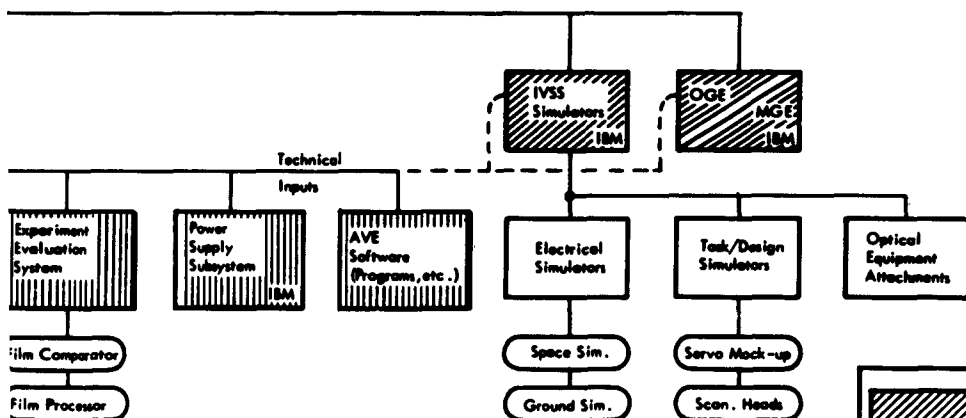 IVSS
Simulators
IBM
OGE
MGE
IBM
Technical
Inputs
Experiment
Evaluation
System
Power
Supply
Subsystem
IBM
AVE
Software
(Programs, etc.)
Electrical
Simulators
Task/Design
Simulators
Optical
Equipment
Attachments
Film Comparator
Film Processor
Space Sim.
Ground Sim.
Servo Mock-up
Scan. Heads